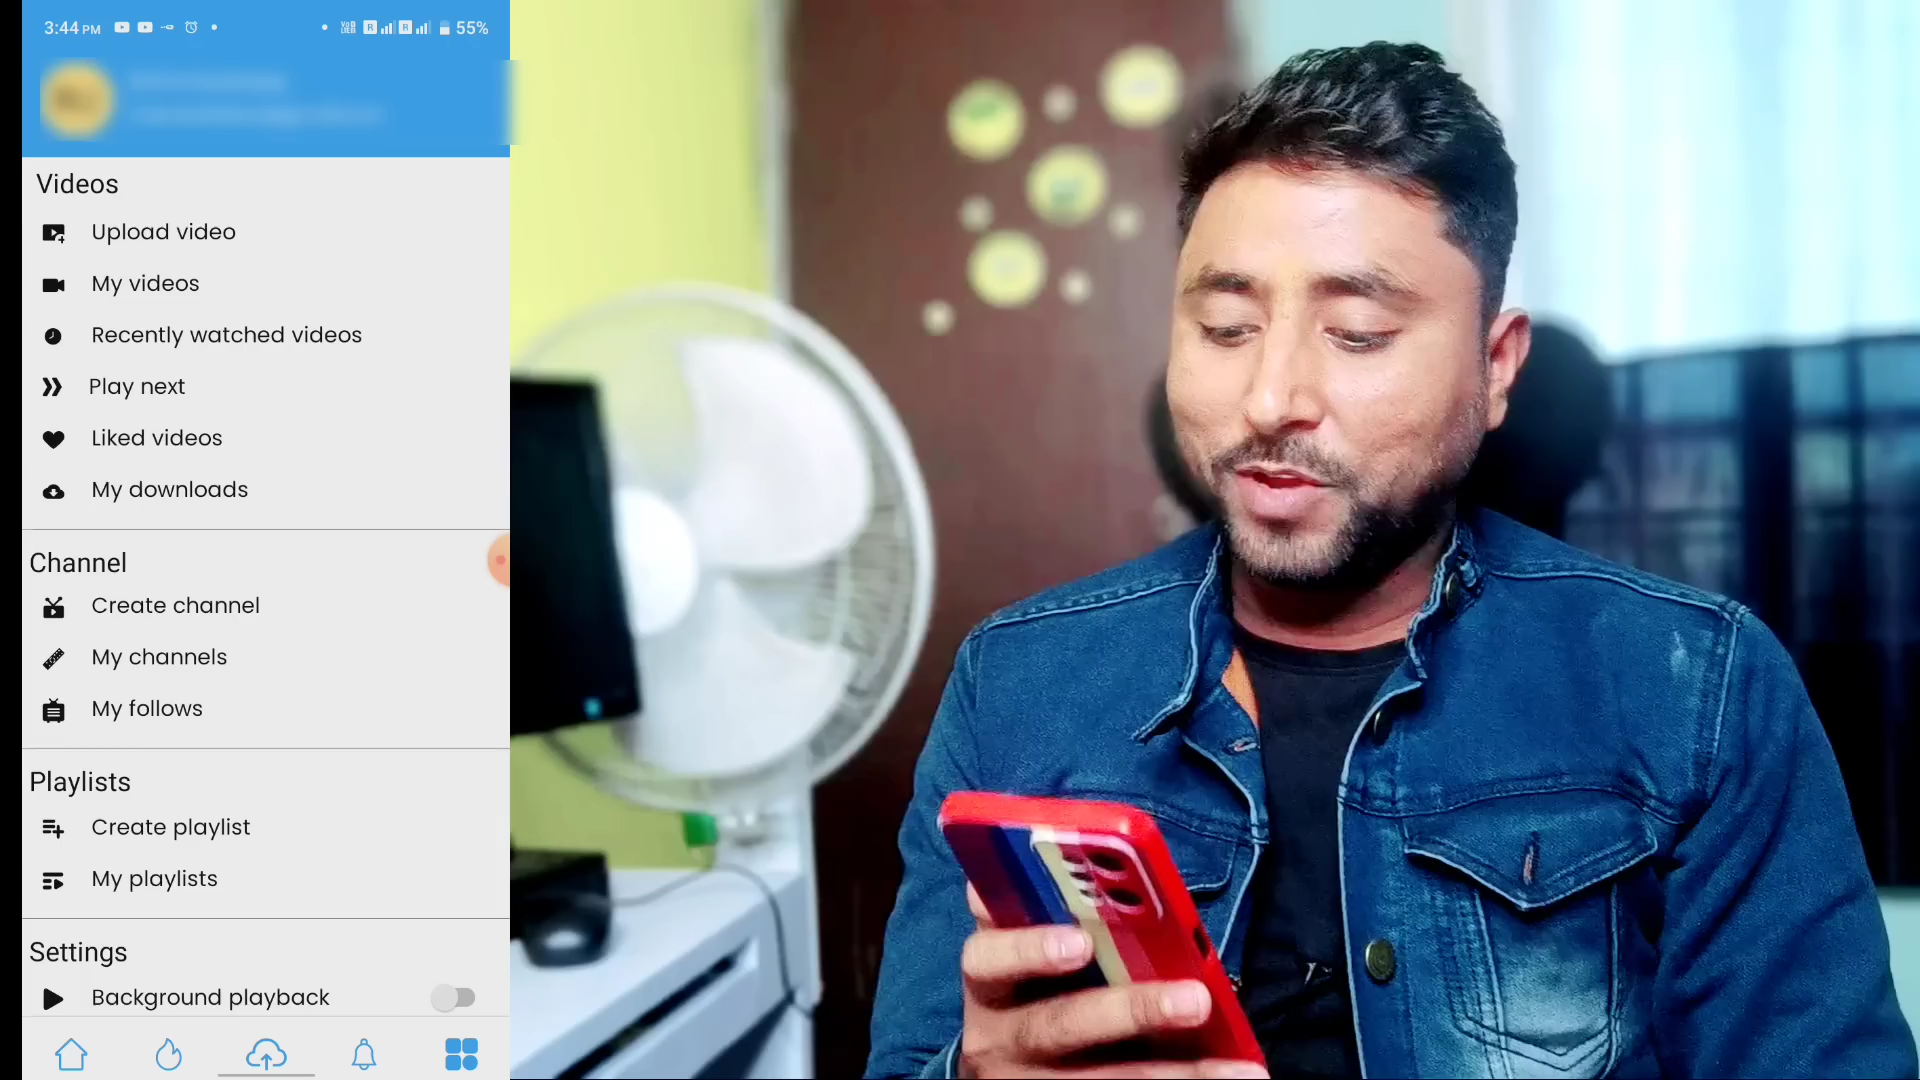 3:44 PM
55%
Videos
Upload video
My videos
Recently watched videos
Play next
Liked videos
My downloads
Channel
Create channel
My channels
My follows
Playlists
Create playlist
My playlists
Settings
Background playback